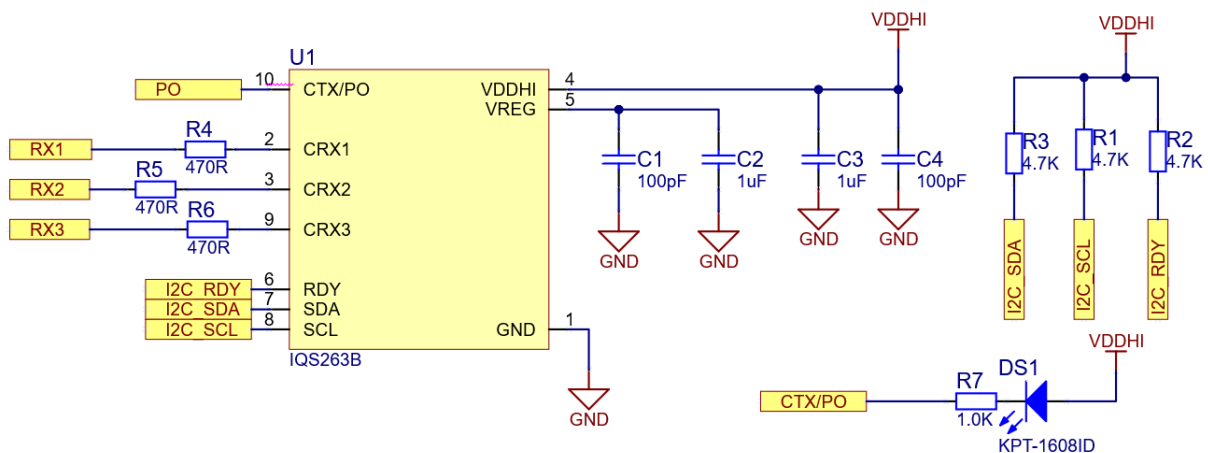 VDDHI
VDDHI
U1
PO
10
CTX/PO
VDDHI
4
VREG
5
RX1
R4
470R
2
CRX1
RX2
R5
470R
3
CRX2
RX3
R6
470R
9
CRX3
C1
100pF
C2
1uF
C3
1uF
C4
100pF
GND
GND
GND
GND
R3
4.7K
R1
4.7K
R2
4.7K
I2C_SDA
I2C_SCL
I2C_RDY
I2C_RDY
6
RDY
I2C_SDA
7
SDA
I2C_SCL
8
SCL
GND
1
IQS263B
GND
VDDHI
CTX/PO
R7
1.0K
DS1
KPT-1608ID